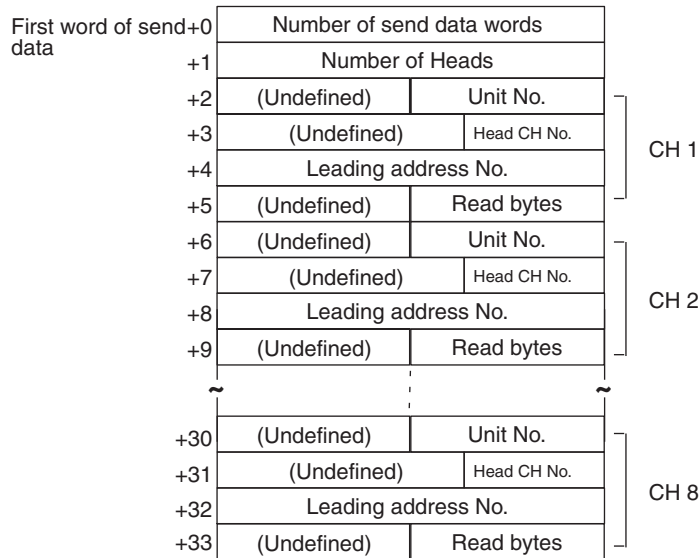 First word of send data
+0 Number of send data words
+1 Number of Heads
+2 (Undefined) Unit No.
+3 (Undefined) Head CH No.
+4 Leading address No.
+5 (Undefined) Read bytes
CH 1
+6 (Undefined) Unit No.
+7 (Undefined) Head CH No.
+8 Leading address No.
+9 (Undefined) Read bytes
CH 2
~ ~
+30 (Undefined) Unit No.
+31 (Undefined) Head CH No.
+32 Leading address No.
+33 (Undefined) Read bytes
CH 8